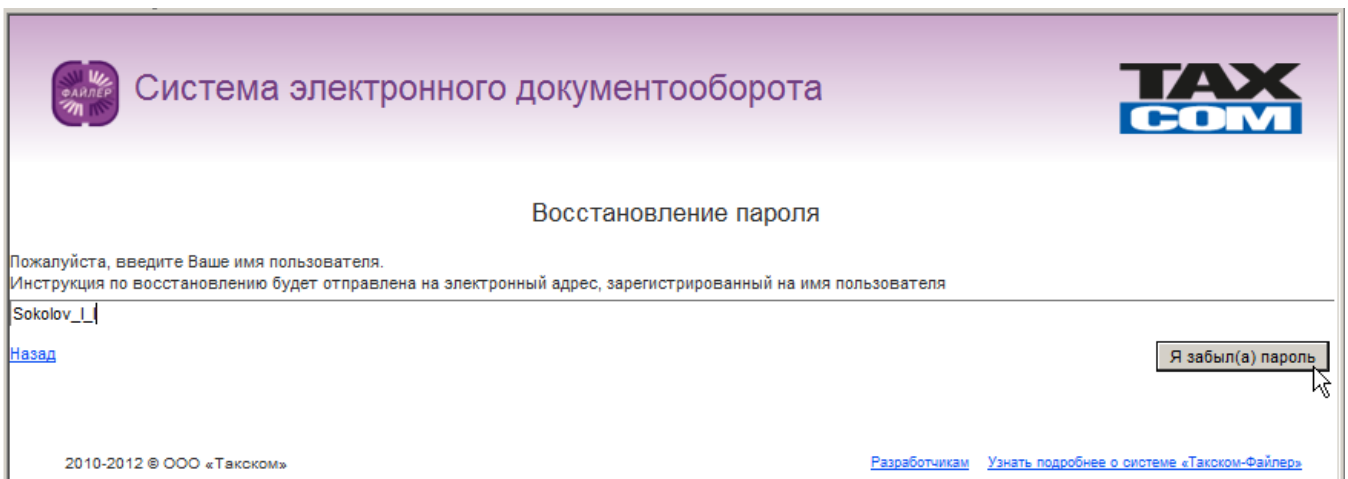 ФАЙЛЕР
Система электронного документооборота
TAX
COM
Восстановление пароля
Пожалуйста, введите Ваше имя пользователя.
Инструкция по восстановлению будет отправлена на электронный адрес, зарегистрированный на имя пользователя
Sokolov_I_I
Назад
Я забыл(а) пароль
2010-2012 © ООО «Такском»
Разработчикам Узнать подробнее о системе «Такском-Файлер»